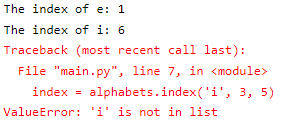 The index of e: 1
The index of i: 6
Traceback (most recent call last):
  File "main.py", line 7, in <module>
    index = alphabets.index('i', 3, 5)
ValueError: 'i' is not in list